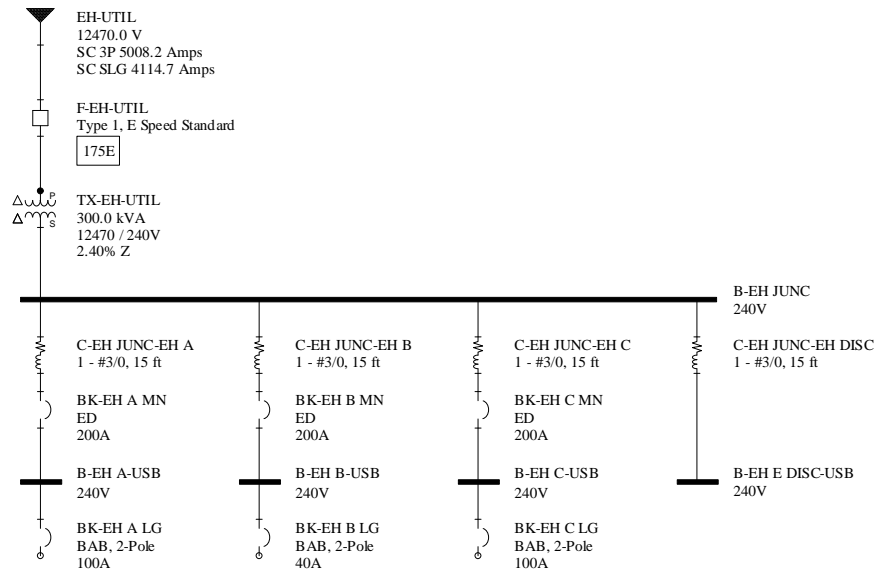 EH-UTIL
12470.0 V
SC 3P 5008.2 Amps
SC SLG 4114.7 Amps
F-EH-UTIL
Type 1, E Speed Standard
175E
P
S
TX-EH-UTIL
300.0 kVA
12470 / 240V
2.40% Z
B-EH JUNC
240V
C-EH JUNC-EH A
1 - #3/0, 15 ft
C-EH JUNC-EH B
1 - #3/0, 15 ft
C-EH JUNC-EH C
1 - #3/0, 15 ft
C-EH JUNC-EH DISC
1 - #3/0, 15 ft
BK-EH A MN
ED
200A
BK-EH B MN
ED
200A
BK-EH C MN
ED
200A
B-EH A-USB
240V
B-EH B-USB
240V
B-EH C-USB
240V
B-EH E DISC-USB
240V
BK-EH A LG
BAB, 2-Pole
100A
BK-EH B LG
BAB, 2-Pole
40A
BK-EH C LG
BAB, 2-Pole
100A